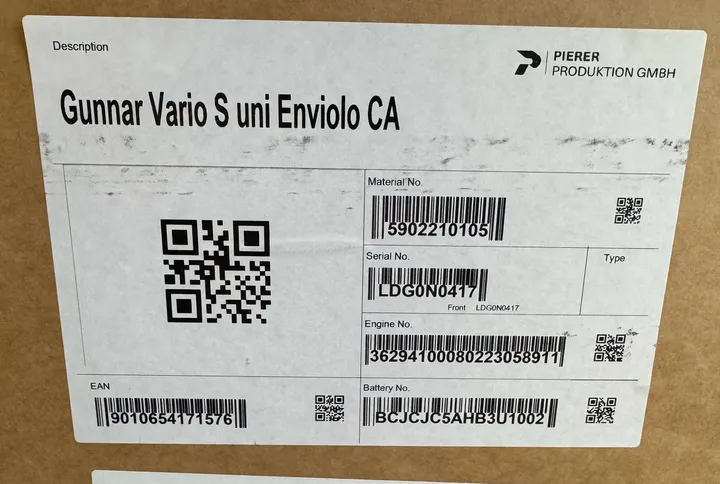 Description
PIERER
PRODUKTION GMBH
Gunnar Vario S uni Enviolo CA
Material No.
5902210105
Serial No.
Type
LDG0N0417
Front LDG0N0417
Engine No.
36294100080223058911
EAN
9010654171576
Battery No.
BCJCJC5AHB3U1002